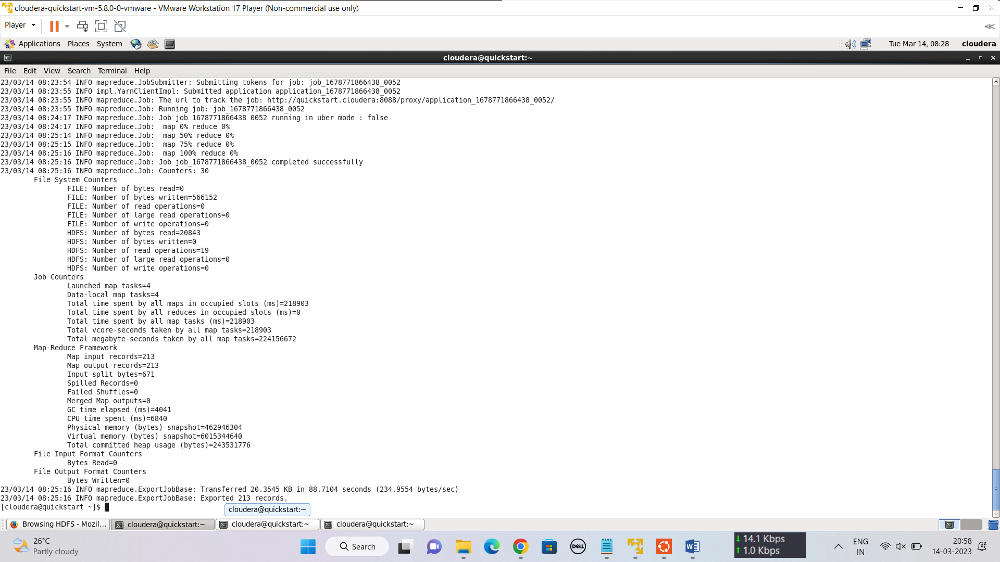 cloudera-quickstart-vm-5.8.0-0-vmware - VMware Workstation 17 Player (Non-commercial use only)
Player
Applications Places System Tue Mar 14, 08:28 cloudera
cloudera@quickstart:~
File Edit View Search Terminal Help
23/03/14 08:23:54 INFO mapreduce.JobSubmitter: Submitting tokens for job: job_1678771866438_0052
23/03/14 08:23:55 INFO impl.YarnClientImpl: Submitted application application_1678771866438_0052
23/03/14 08:23:55 INFO mapreduce.Job: The url to track the job: http://quickstart.cloudera:8088/proxy/application_1678771866438_0052/
23/03/14 08:23:55 INFO mapreduce.Job: Running job: job_1678771866438_0052
23/03/14 08:24:17 INFO mapreduce.Job: Job job_1678771866438_0052 running in uber mode : false
23/03/14 08:24:17 INFO mapreduce.Job:  map 0% reduce 0%
23/03/14 08:25:14 INFO mapreduce.Job:  map 50% reduce 0%
23/03/14 08:25:15 INFO mapreduce.Job:  map 75% reduce 0%
23/03/14 08:25:16 INFO mapreduce.Job:  map 100% reduce 0%
23/03/14 08:25:16 INFO mapreduce.Job: Job job_1678771866438_0052 completed successfully
23/03/14 08:25:16 INFO mapreduce.Job: Counters: 30
File System Counters
FILE: Number of bytes read=0
FILE: Number of bytes written=566152
FILE: Number of read operations=0
FILE: Number of large read operations=0
FILE: Number of write operations=0
HDFS: Number of bytes read=20843
HDFS: Number of bytes written=0
HDFS: Number of read operations=19
HDFS: Number of large read operations=0
HDFS: Number of write operations=0
Job Counters
Launched map tasks=4
Data-local map tasks=4
Total time spent by all maps in occupied slots (ms)=218903
Total time spent by all reduces in occupied slots (ms)=0
Total time spent by all map tasks (ms)=218903
Total vcore-seconds taken by all map tasks=218903
Total megabyte-seconds taken by all map tasks=224156672
Map-Reduce Framework
Map input records=213
Map output records=213
Input split bytes=671
Spilled Records=0
Failed Shuffles=0
Merged Map outputs=0
GC time elapsed (ms)=4041
CPU time spent (ms)=6840
Physical memory (bytes) snapshot=462946304
Virtual memory (bytes) snapshot=6015344640
Total committed heap usage (bytes)=243531776
File Input Format Counters
Bytes Read=0
File Output Format Counters
Bytes Written=0
23/03/14 08:25:16 INFO mapreduce.ExportJobBase: Transferred 20.3545 KB in 88.7104 seconds (234.9554 bytes/sec)
23/03/14 08:25:16 INFO mapreduce.ExportJobBase: Exported 213 records.
[cloudera@quickstart ~]$
cloudera@quickstart:~
Browsing HDFS - Mozil... cloudera@quickstart:~ cloudera@quickstart:~ cloudera@quickstart:~
26°C
Partly cloudy
Search
DELL
14.1 Kbps
1.0 Kbps
ENG
IN
20:58
14-03-2023